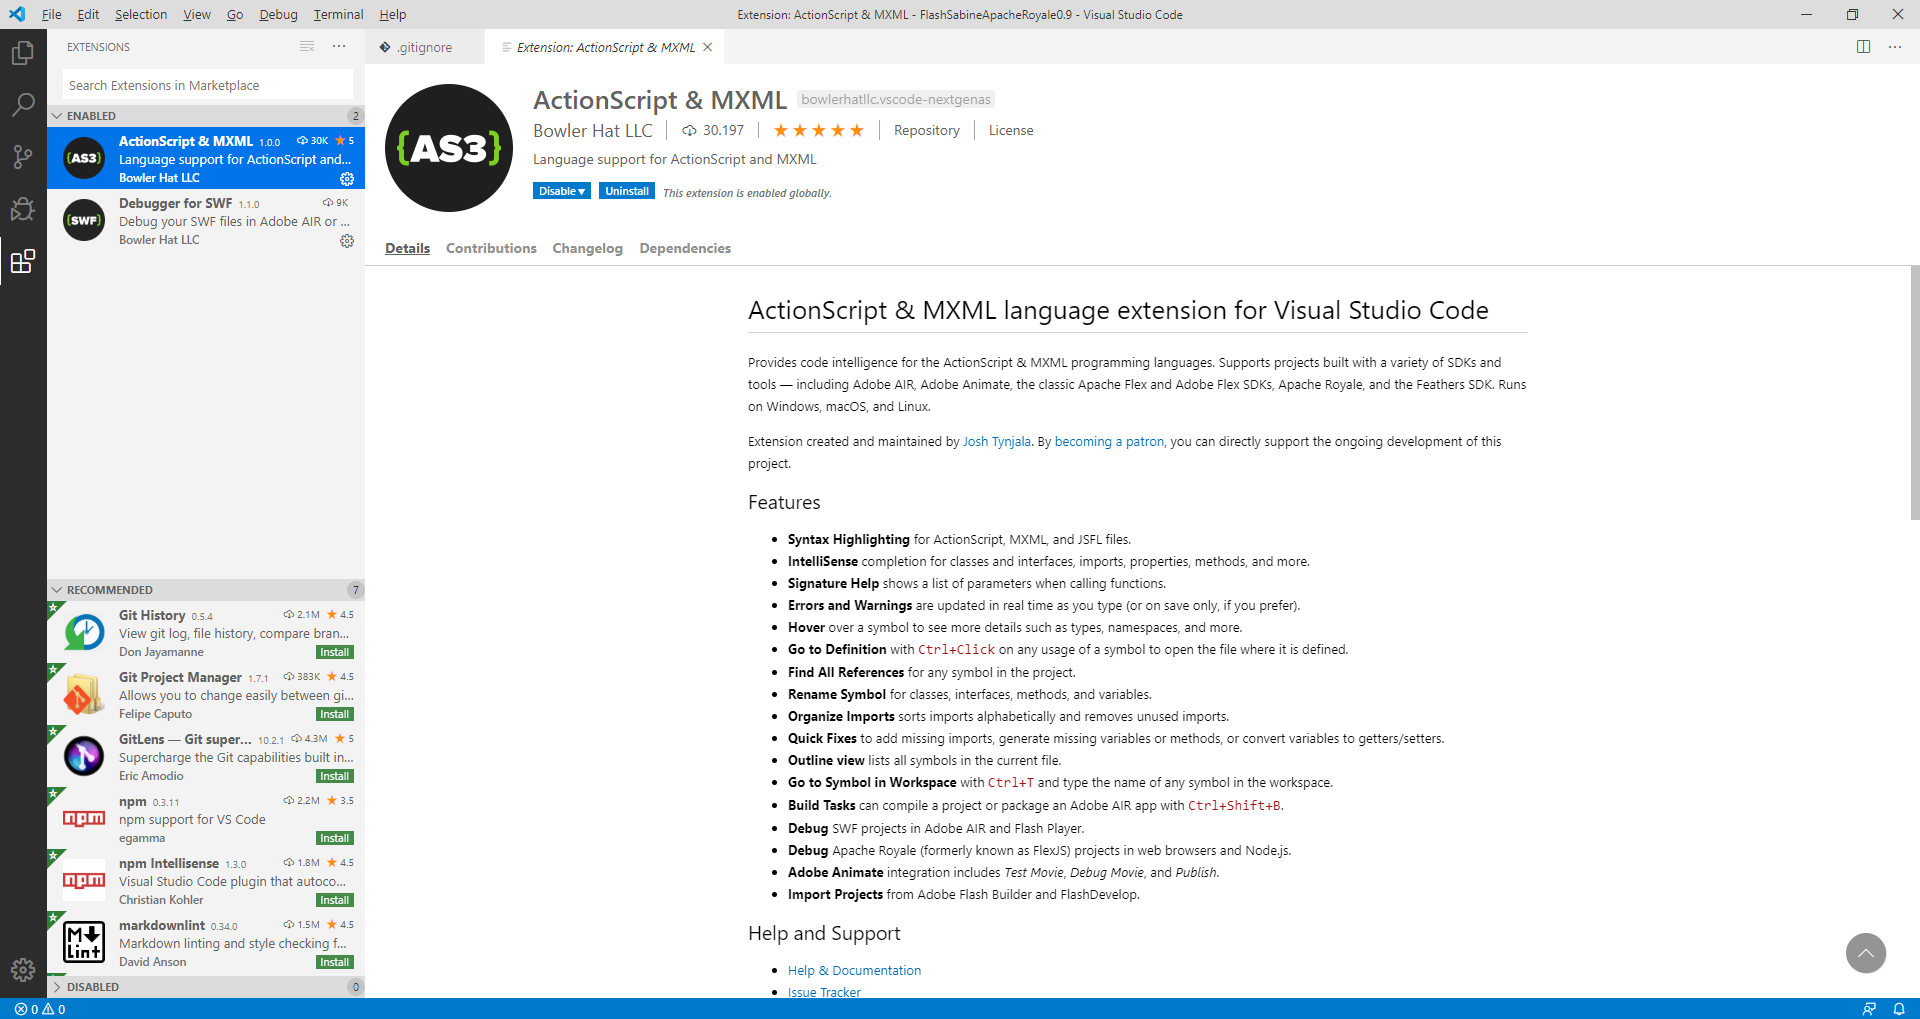 File Edit Selection View Go Debug Terminal Help
Extension: ActionScript & MXML - FlashSabineApacheRoyale0.9 - Visual Studio Code
EXTENSIONS
.gitignore
Extension: ActionScript & MXML
Search Extensions in Marketplace
ENABLED 2
ActionScript & MXML 1.0.0 30K 5
Language support for ActionScript and...
Bowler Hat LLC
{AS3}
Debugger for SWF 1.1.0 9K
Debug your SWF files in Adobe AIR or ...
Bowler Hat LLC
{SWF}
RECOMMENDED 7
Git History 0.5.4 2.1M 4.5
View git log, file history, compare bran...
Don Jayamanne Install
Git Project Manager 1.7.1 383K 4.5
Allows you to change easily between gi...
Felipe Caputo Install
GitLens — Git super... 10.2.1 4.3M 5
Supercharge the Git capabilities built in...
Eric Amodio Install
npm 0.3.11 2.2M 3.5
npm support for VS Code
egamma Install
npm
npm Intellisense 1.3.0 1.8M 4.5
Visual Studio Code plugin that autoco...
Christian Kohler Install
npm
markdownlint 0.34.0 1.5M 4.5
Markdown linting and style checking f...
David Anson Install
M lint
DISABLED 0
{AS3}
ActionScript & MXML bowlerhatllc.vscode-nextgenas
Bowler Hat LLC 30.197 Repository License
Language support for ActionScript and MXML
Disable Uninstall This extension is enabled globally.
Details Contributions Changelog Dependencies
ActionScript & MXML language extension for Visual Studio Code
Provides code intelligence for the ActionScript & MXML programming languages. Supports projects built with a variety of SDKs and
tools — including Adobe AIR, Adobe Animate, the classic Apache Flex and Adobe Flex SDKs, Apache Royale, and the Feathers SDK. Runs
on Windows, macOS, and Linux.
Extension created and maintained by Josh Tynjala. By becoming a patron, you can directly support the ongoing development of this
project.
Features
• Syntax Highlighting for ActionScript, MXML, and JSFL files.
• IntelliSense completion for classes and interfaces, imports, properties, methods, and more.
• Signature Help shows a list of parameters when calling functions.
• Errors and Warnings are updated in real time as you type (or on save only, if you prefer).
• Hover over a symbol to see more details such as types, namespaces, and more.
• Go to Definition with Ctrl+Click on any usage of a symbol to open the file where it is defined.
• Find All References for any symbol in the project.
• Rename Symbol for classes, interfaces, methods, and variables.
• Organize Imports sorts imports alphabetically and removes unused imports.
• Quick Fixes to add missing imports, generate missing variables or methods, or convert variables to getters/setters.
• Outline view lists all symbols in the current file.
• Go to Symbol in Workspace with Ctrl+T and type the name of any symbol in the workspace.
• Build Tasks can compile a project or package an Adobe AIR app with Ctrl+Shift+B.
• Debug SWF projects in Adobe AIR and Flash Player.
• Debug Apache Royale (formerly known as FlexJS) projects in web browsers and Node.js.
• Adobe Animate integration includes Test Movie, Debug Movie, and Publish.
• Import Projects from Adobe Flash Builder and FlashDevelop.
Help and Support
• Help & Documentation
• Issue Tracker
0 0